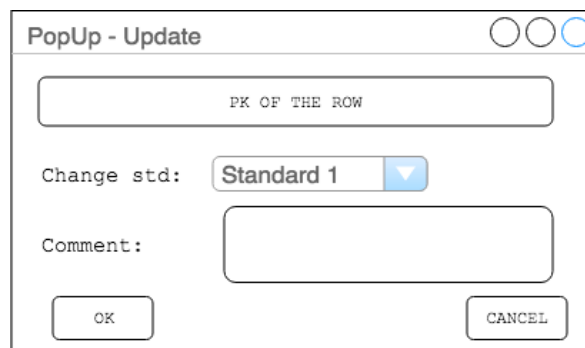 PopUp - Update
PK OF THE ROW
Change std: Standard 1
Comment:
OK CANCEL